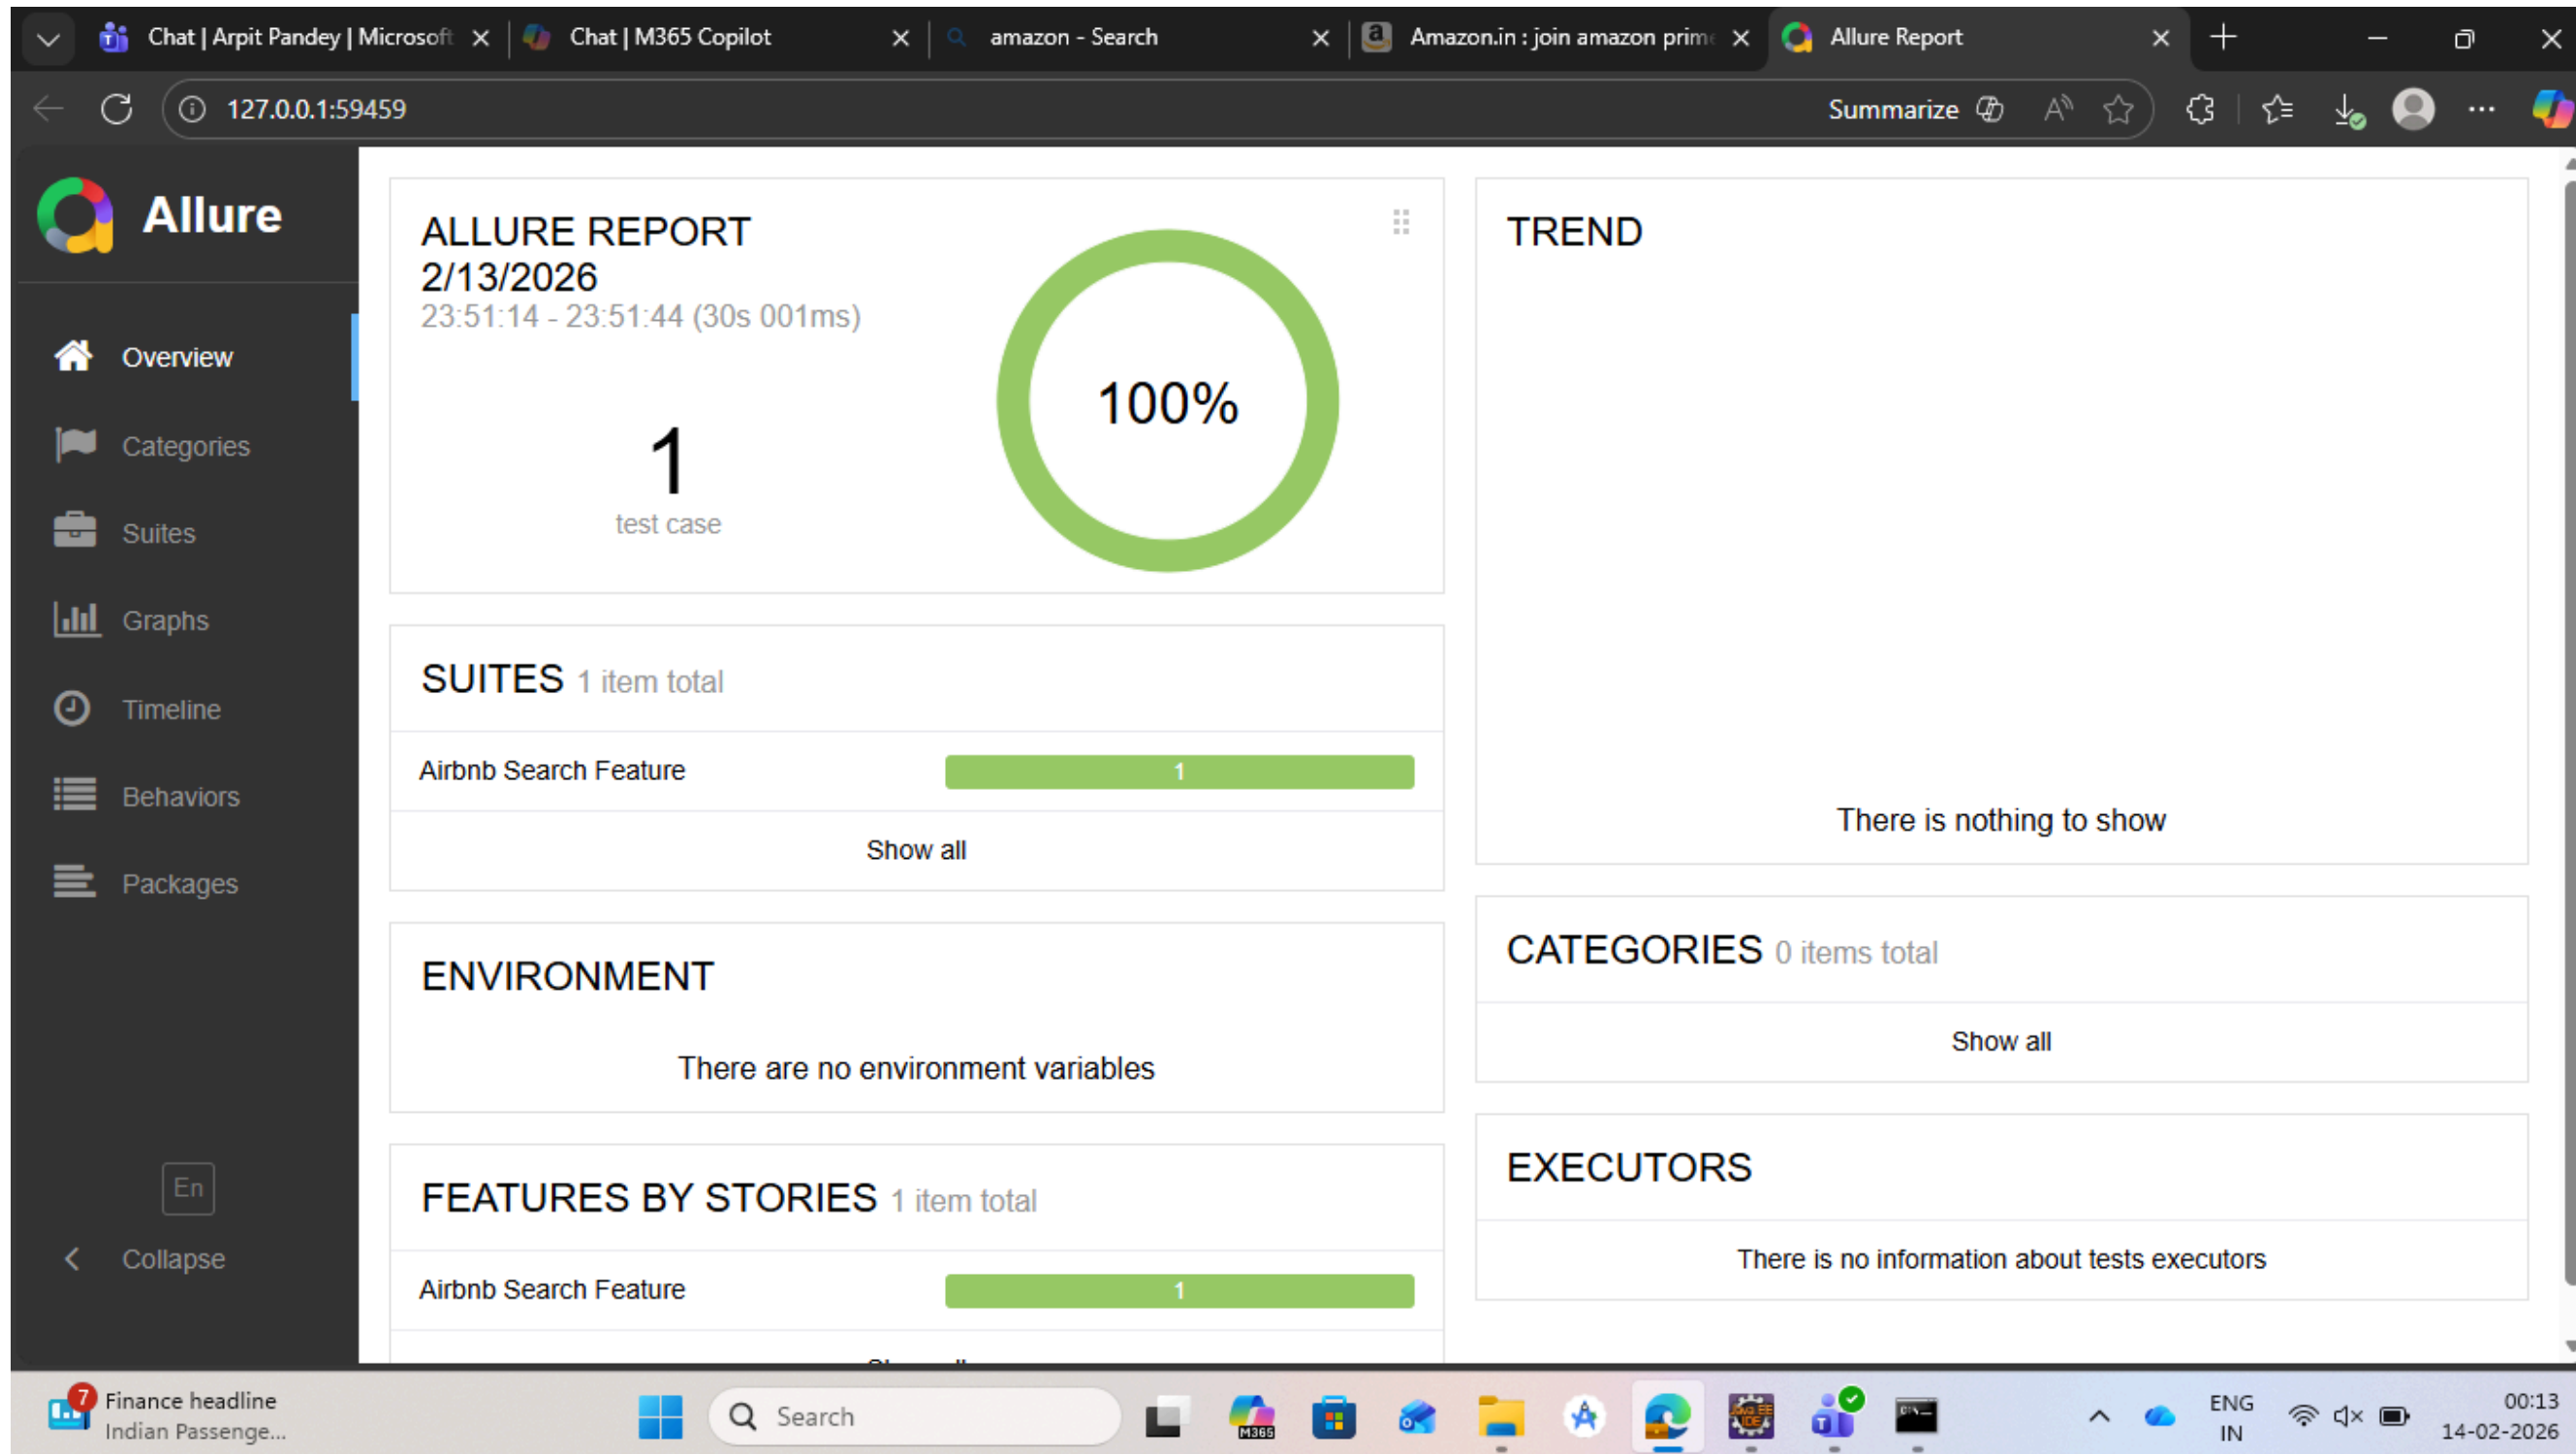 Chat | Arpit Pandey | Microsoft
Chat | M365 Copilot
amazon - Search
Amazon.in : join amazon prime
Allure Report
127.0.0.1:59459
Summarize
Allure
Overview
Categories
Suites
Graphs
Timeline
Behaviors
Packages
En
Collapse
ALLURE REPORT
2/13/2026
23:51:14 - 23:51:44 (30s 001ms)
1
test case
100%
SUITES 1 item total
Airbnb Search Feature 1
Show all
ENVIRONMENT
There are no environment variables
FEATURES BY STORIES 1 item total
Airbnb Search Feature 1
TREND
There is nothing to show
CATEGORIES 0 items total
Show all
EXECUTORS
There is no information about tests executors
7
Finance headline
Indian Passenge...
Search
M365
Java EE
IDE
ENG
IN
00:13
14-02-2026